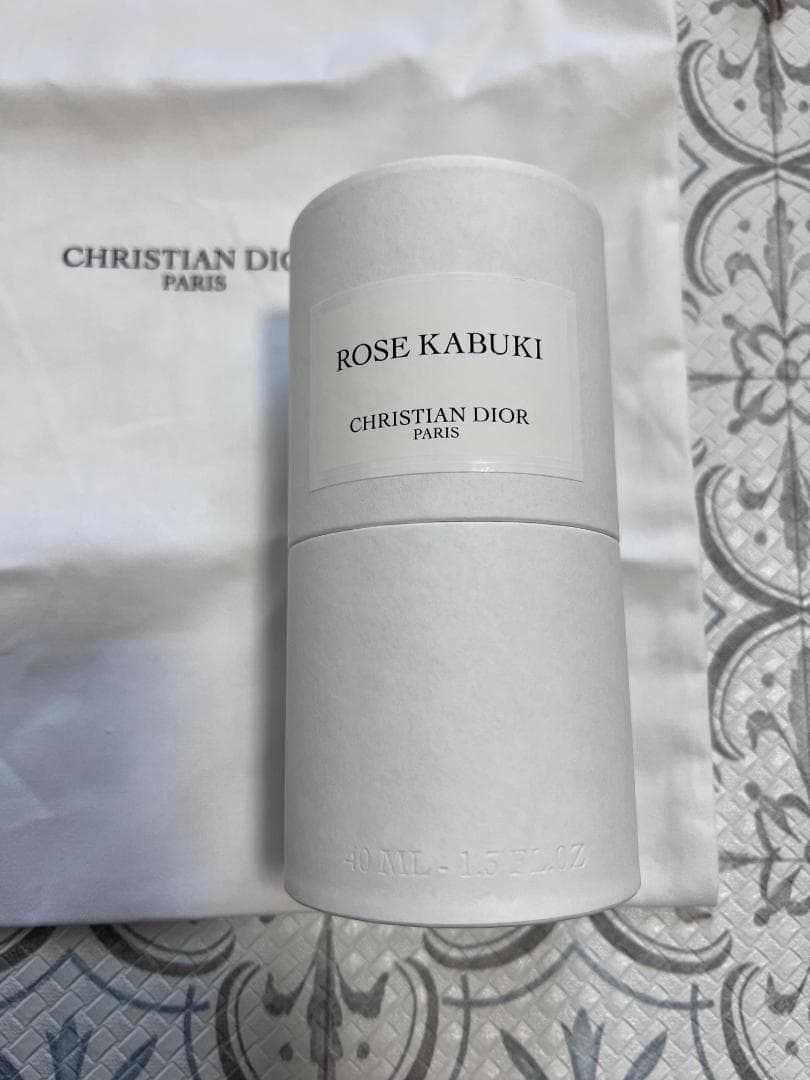 CHRISTIAN DIO
PARIS
ROSE KABUKI
CHRISTIAN DIOR
PARIS
40 ML - 1.3 FL.OZ